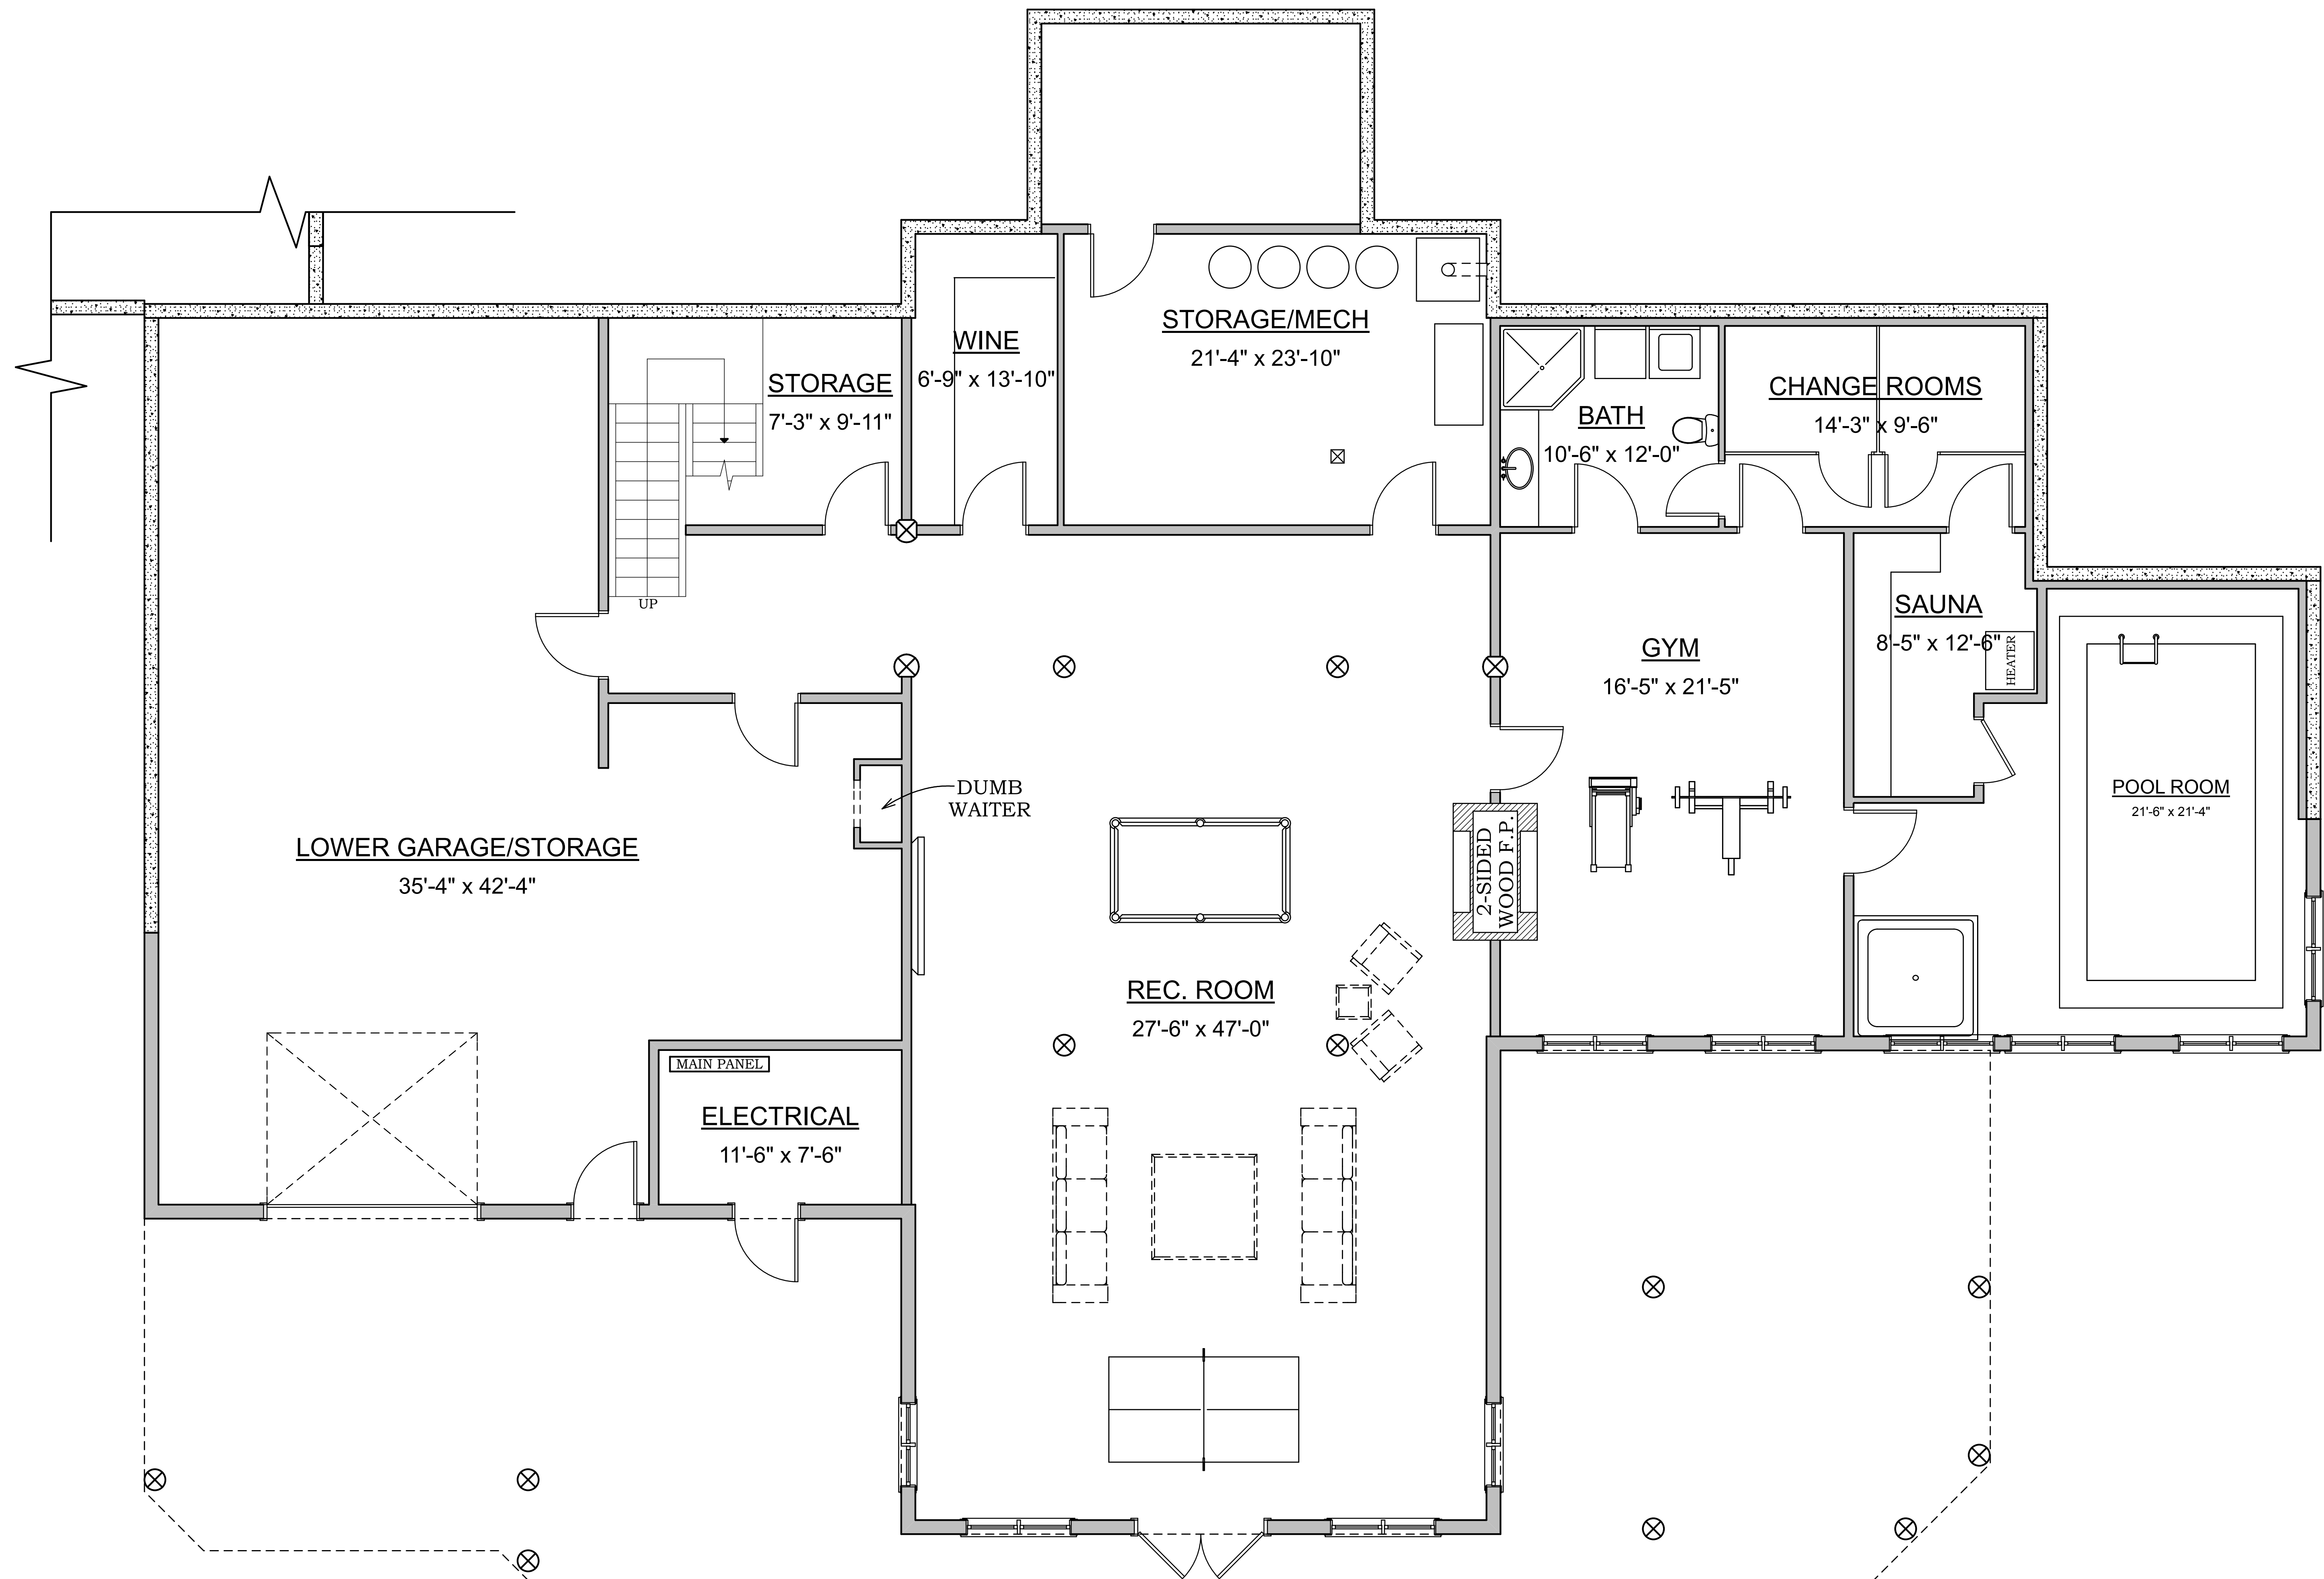 STORAGE/MECH
21'-4" x 23'-10"
WINE
6'-9" x 13'-10"
STORAGE
7'-3" x 9'-11"
CHANGE ROOMS
14'-3" x 9'-6"
BATH
10'-6" x 12'-0"
UP
SAUNA
8'-5" x 12'-6"
HEATER
GYM
16'-5" x 21'-5"
POOL ROOM
21'-6" x 21'-4"
DUMB
WAITER
LOWER GARAGE/STORAGE
35'-4" x 42'-4"
2-SIDED
WOOD F.P.
REC. ROOM
27'-6" x 47'-0"
MAIN PANEL
ELECTRICAL
11'-6" x 7'-6"